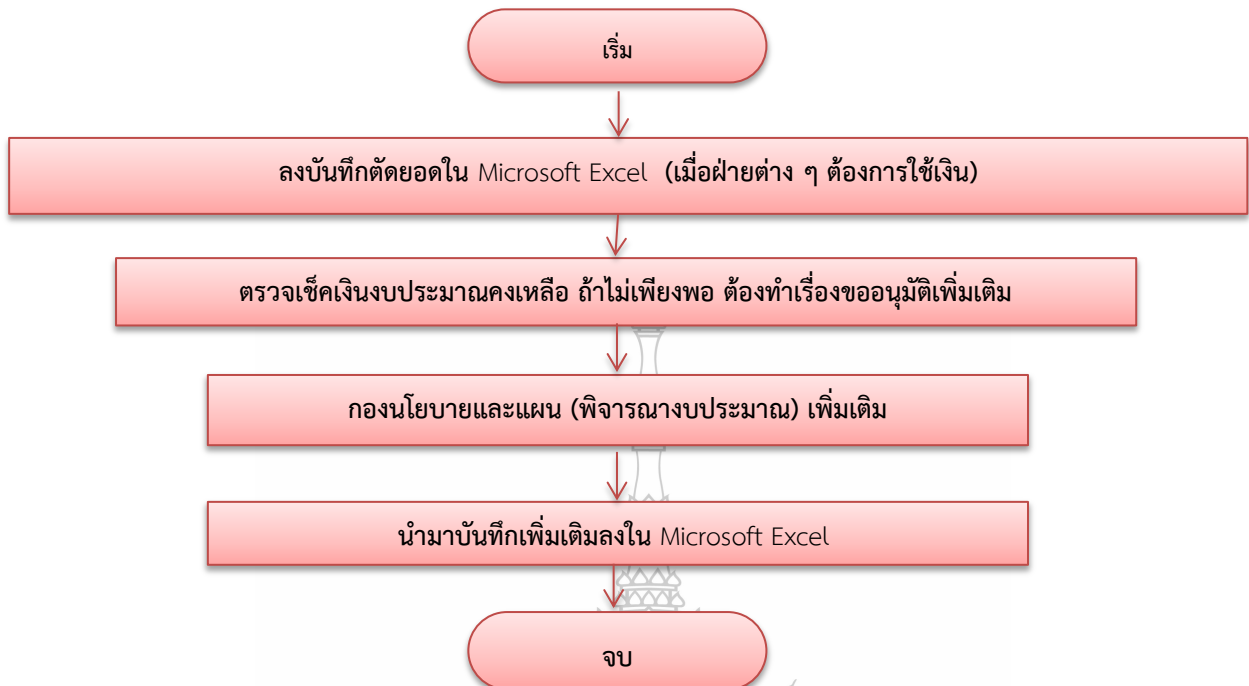 เริ่ม
ลงบันทึกตัดยอดใน Microsoft Excel (เมื่อฝ่ายต่าง ๆ ต้องการใช้เงิน)
ตรวจเช็คเงินงบประมาณคงเหลือ ถ้าไม่เพียงพอ ต้องทำเรื่องขออนุมัติเพิ่มเติม
กองนโยบายและแผน (พิจารณางบประมาณ) เพิ่มเติม
นำมาบันทึกเพิ่มเติมลงใน Microsoft Excel
จบ